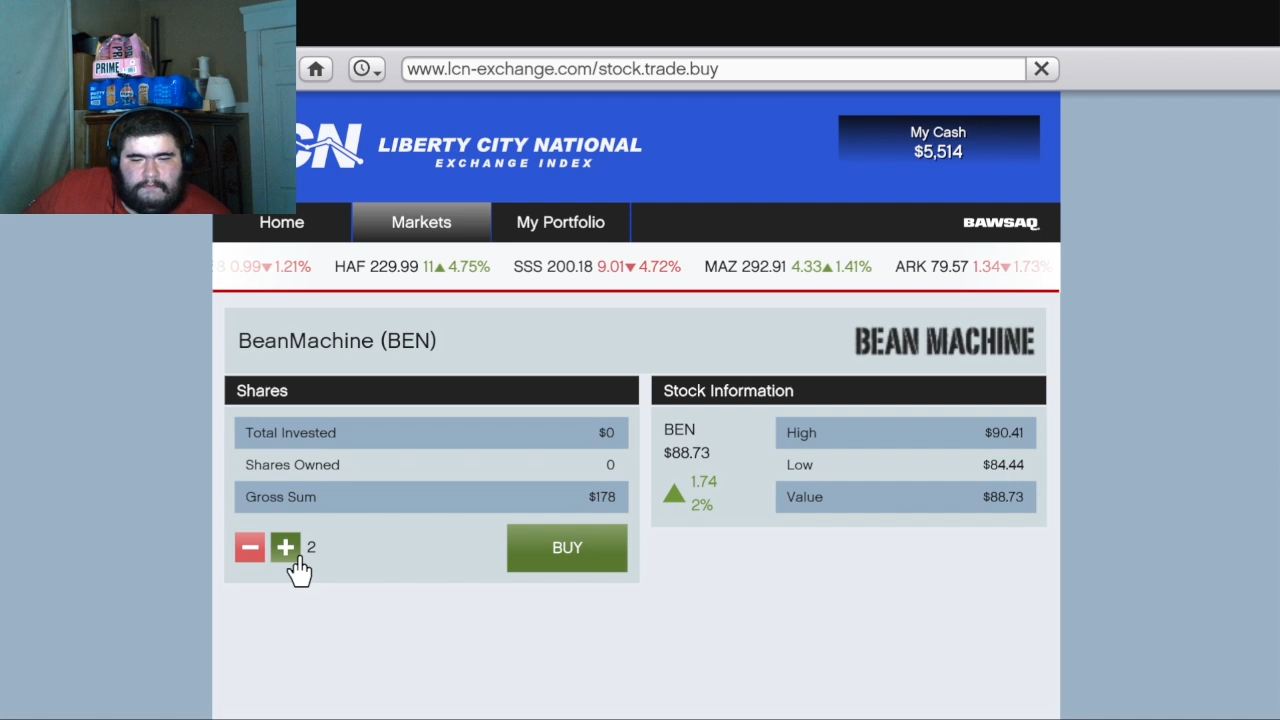 PRIME
www.lcn-exchange.com/stock.trade.buy
CN LIBERTY CITY NATIONAL
EXCHANGE INDEX
My Cash
$5,514
Home Markets My Portfolio BAWSAQ
0.99▼1.21% HAF 229.99 11▲4.75% SSS 200.18 9.01▼4.72% MAZ 292.91 4.33▲1.41% ARK 79.57 1.34▼1.73%
BeanMachine (BEN) BEAN MACHINE
Shares
Total Invested $0
Shares Owned 0
Gross Sum $178
2 BUY
Stock Information
BEN
$88.73
1.74
2%
High $90.41
Low $84.44
Value $88.73